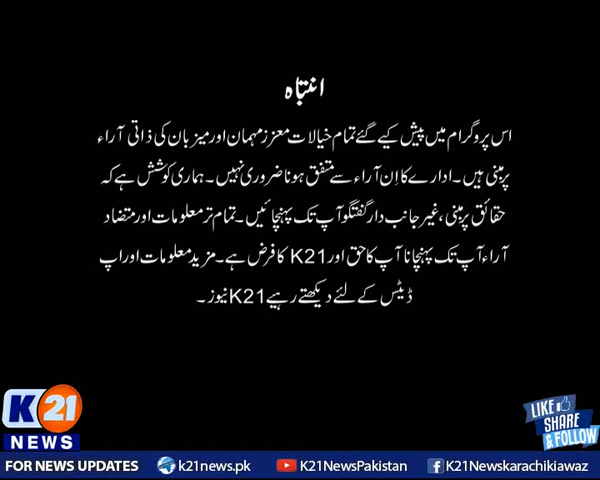 انتباہ
اس پروگرام میں پیش کیے گئے تمام خیالات معزز مہمان اور میزبان کی ذاتی آراء
پر مبنی ہیں۔ ادارے کا اِن آراء سے متفق ہونا ضروری نہیں۔ ہماری کوشش ہے کہ
حقائق پر مبنی، غیر جانب دار گفتگو آپ تک پہنچائیں۔ تمام تر معلومات اور متضاد
آراء آپ تک پہنچانا آپ کا حق اور K21 کا فرض ہے۔ مزید معلومات اور اپ
ڈیٹس کے لئے دیکھتے رہیے K21 نیوز۔
K21
NEWS
LIKE
SHARE
& FOLLOW
FOR NEWS UPDATES k21news.pk K21NewsPakistan K21Newskarachikiawaz